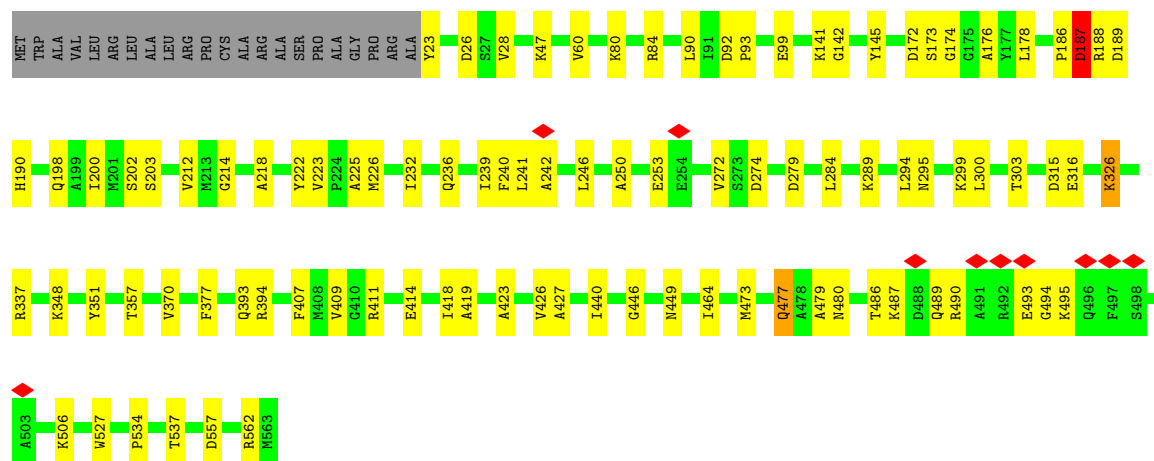 MET TRP ALA VAL LEU ARG LEU ALA LEU ARG PRO CYS ALA ARG ALA SER PRO ALA GLY PRO ARG ALA Y23 D26 S27 V28 K47 V60 K80 R84 L90 I91 D92 P93 E99 K141 G142 Y145 D172 S173 G174 G175 A176 Y177 L178 P186 D187 R188 D189
H190 Q198 A199 I200 M201 S202 S203 V212 M213 G214 A218 Y222 V223 P224 A225 M226 I232 Q236 I239 F240 L241 A242 L246 A250 E253 E254 V272 S273 D274 D279 L284 K289 L294 N295 K299 L300 T303 D315 E316 K326
R337 K348 Y351 T357 V370 F377 Q393 R394 F407 M408 V409 G410 R411 E414 I418 A419 A423 V426 A427 I440 G446 N449 I464 M473 Q477 A478 A479 N480 T486 K487 D488 Q489 R490 A491 R492 E493 G494 K495 Q496 F497 S498
A503 K506 W527 P534 T537 D557 R562 M563